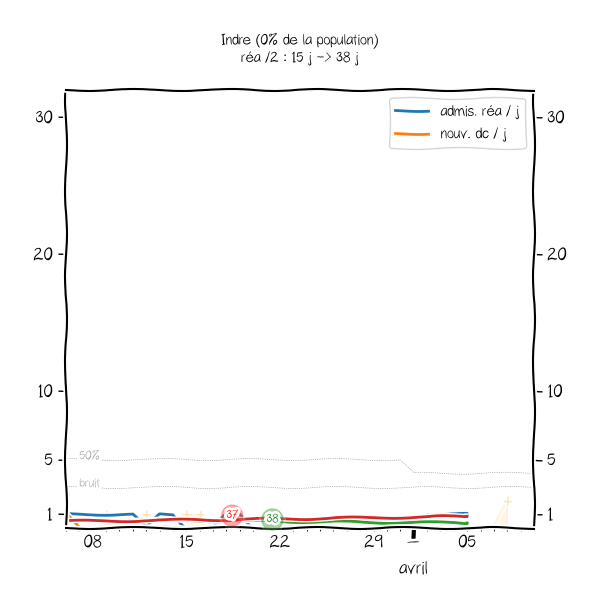 Indre (0% de la population)
réa /2 : 15 j -> 38 j
admis. réa / j
nouv. dc / j
30 30
20 20
10 10
50%
5 5
bruit
1 37 38 1
08 15 22 29 05
avril